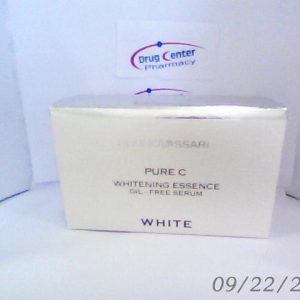 Drug Center
Pharmacy
PURE C
WHITENING ESSENCE
OIL - FREE SERUM
WHITE
09/22/2